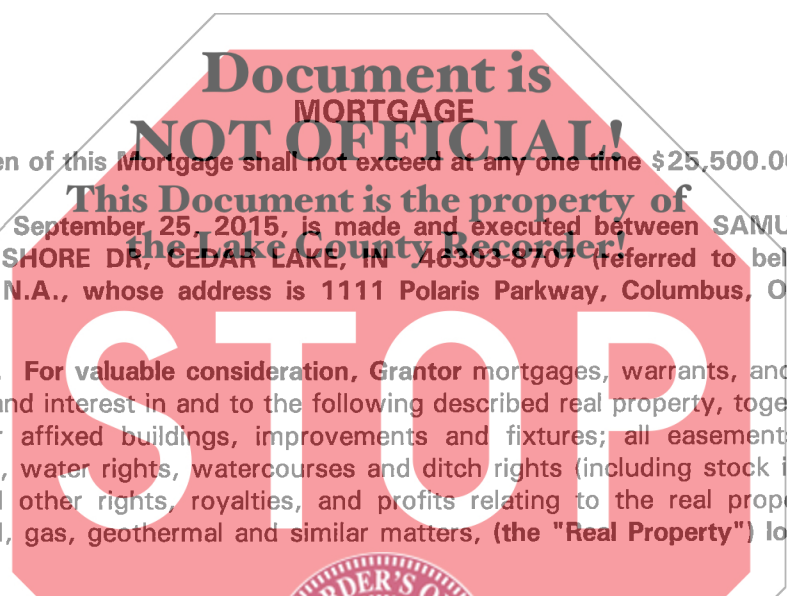 Document is
MORTGAGE
NOT OFFICIAL!
en of this Mortgage shall not exceed at any one time $25,500.00
This Document is the property of
September 25, 2015, is made and executed between SAMU
the Lake County Recorder!
SHORE DR, CEDAR LAKE, IN 46303-8707 (referred to bel
N.A., whose address is 1111 Polaris Parkway, Columbus, O
For valuable consideration, Grantor mortgages, warrants, and
and interest in and to the following described real property, toge
affixed buildings, improvements and fixtures; all easement
, water rights, watercourses and ditch rights (including stock i
other rights, royalties, and profits relating to the real prope
, gas, geothermal and similar matters, (the "Real Property") lo
STOP
RDER'S O